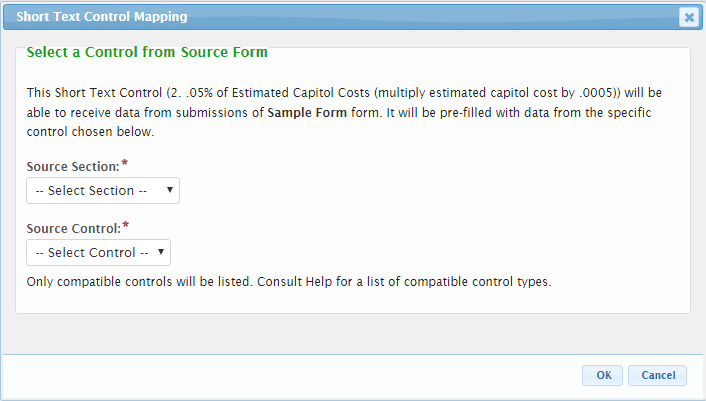 Short Text Control Mapping
Select a Control from Source Form
This Short Text Control (2. .05% of Estimated Capitol Costs (multiply estimated capitol cost by .0005)) will be
able to receive data from submissions of Sample Form form. It will be pre-filled with data from the specific
control chosen below.
Source Section:*
-- Select Section --
Source Control:*
-- Select Control --
Only compatible controls will be listed. Consult Help for a list of compatible control types.
OK Cancel